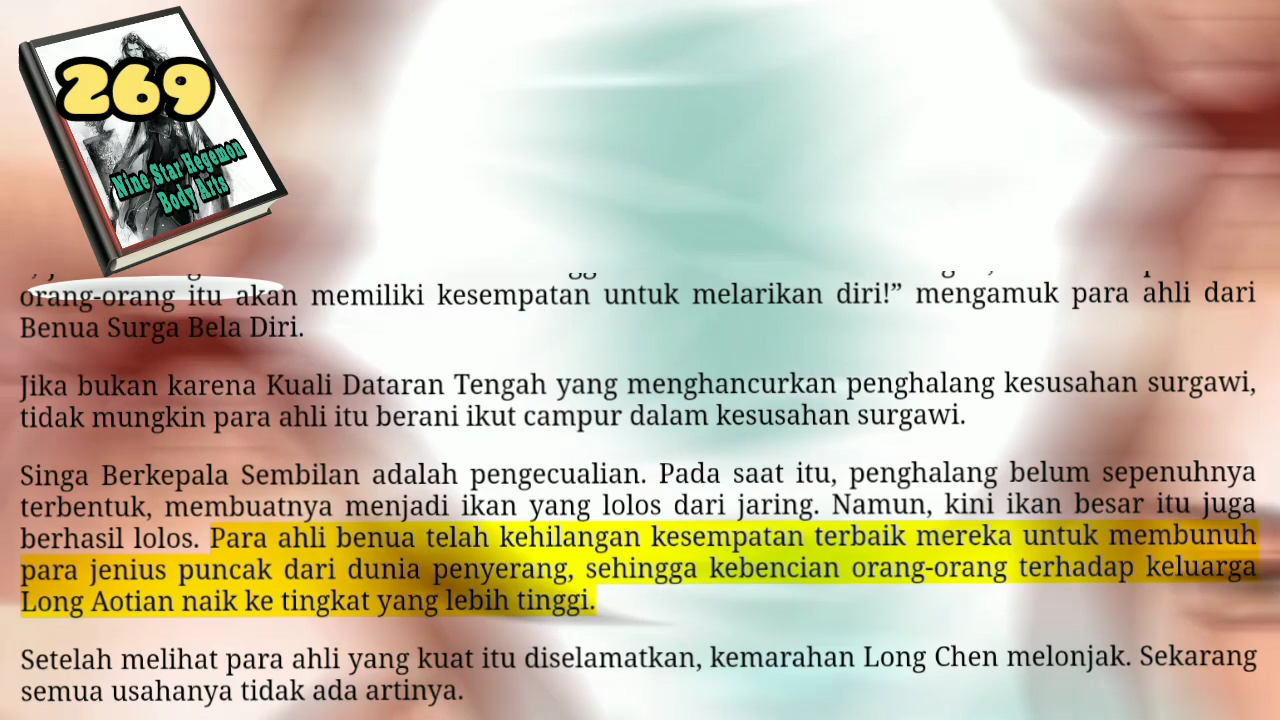 269
Nine Star Hegemon
Body Arts
orang-orang itu akan memiliki kesempatan untuk melarikan diri!” mengamuk para ahli dari
Benua Surga Bela Diri.
Jika bukan karena Kuali Dataran Tengah yang menghancurkan penghalang kesusahan surgawi,
tidak mungkin para ahli itu berani ikut campur dalam kesusahan surgawi.
Singa Berkepala Sembilan adalah pengecualian. Pada saat itu, penghalang belum sepenuhnya
terbentuk, membuatnya menjadi ikan yang lolos dari jaring. Namun, kini ikan besar itu juga
berhasil lolos. Para ahli benua telah kehilangan kesempatan terbaik mereka untuk membunuh
para jenius puncak dari dunia penyerang, sehingga kebencian orang-orang terhadap keluarga
Long Aotian naik ke tingkat yang lebih tinggi.
Setelah melihat para ahli yang kuat itu diselamatkan, kemarahan Long Chen melonjak. Sekarang
semua usahanya tidak ada artinya.